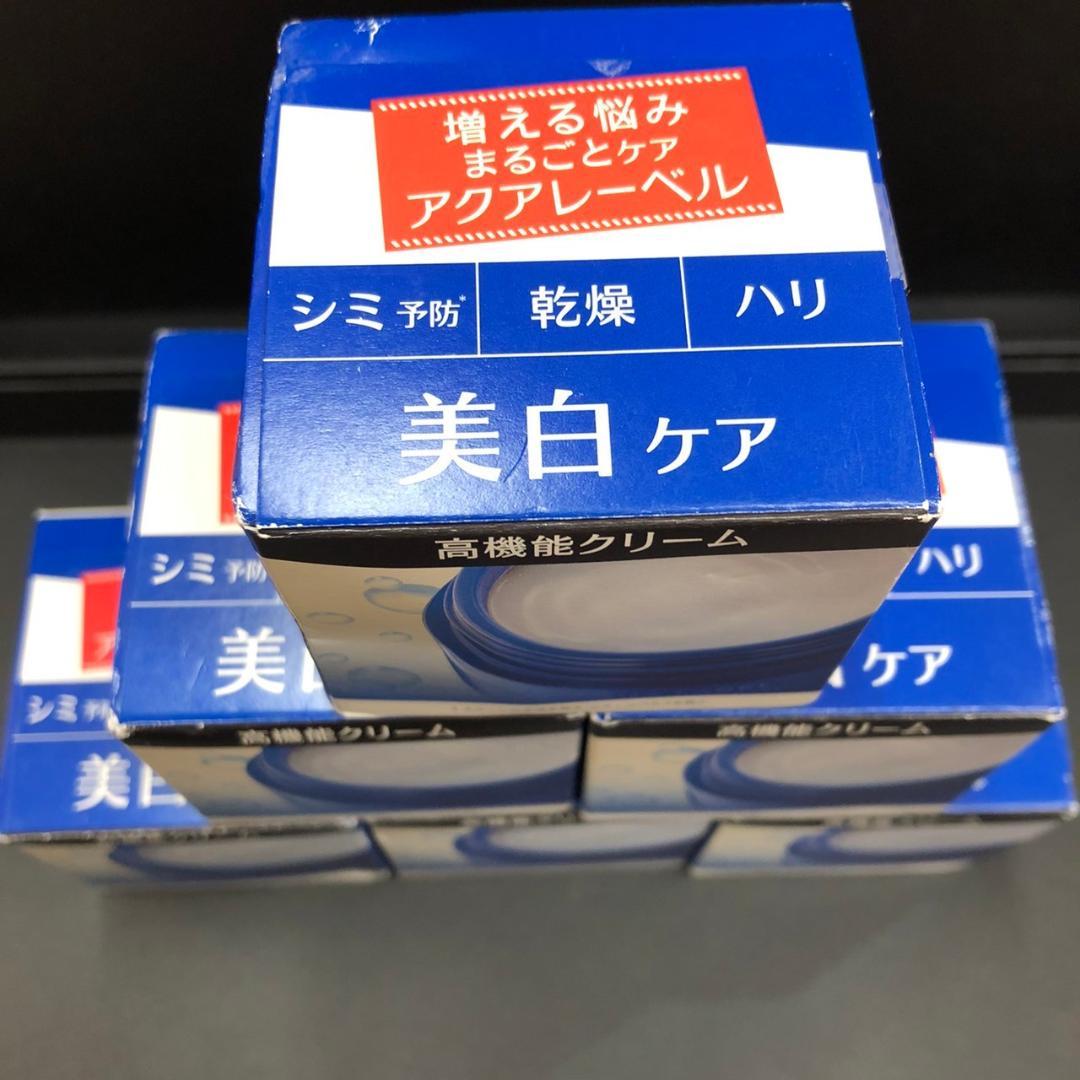 増える悩み
まるごとケア
アクアレーベル
シミ予防*
乾燥
ハリ
美白ケア
高機能クリーム
シミ予防
美
高機能クリーム
ハリ
白ケア
高機能クリーム
シミ
美白